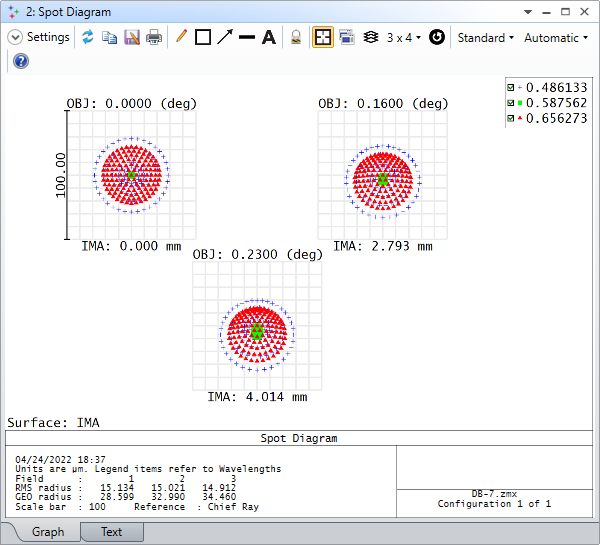 2: Spot Diagram
Settings
A
3 x 4
Standard
Automatic
0.486133
0.587562
0.656273
OBJ: 0.0000 (deg)
OBJ: 0.1600 (deg)
100.00
IMA: 0.000 mm
IMA: 2.793 mm
OBJ: 0.2300 (deg)
IMA: 4.014 mm
Surface: IMA
Spot Diagram
04/24/2022 18:37
Units are µm. Legend items refer to Wavelengths
Field : 1 2 3
RMS radius : 15.134 15.021 14.912
GEO radius : 28.599 32.990 34.460
Scale bar : 100 Reference : Chief Ray
DB-7.zmx
Configuration 1 of 1
Graph
Text